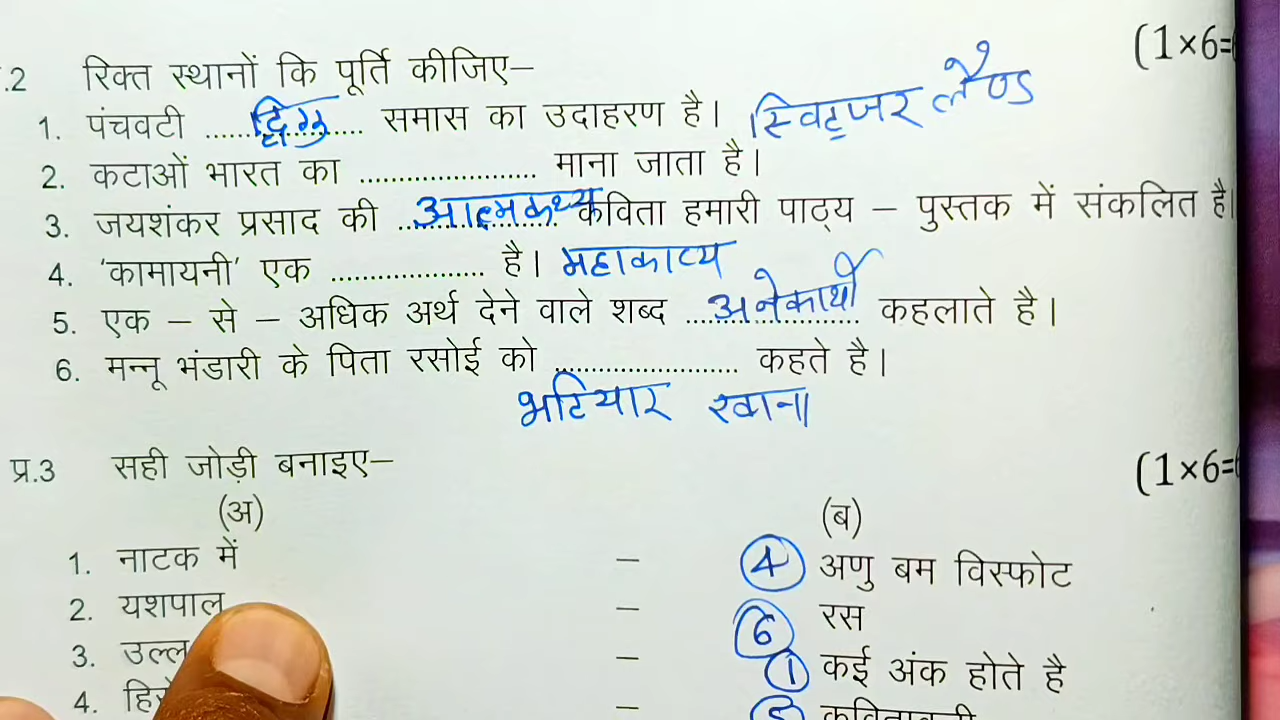 .2 रिक्त स्थानों कि पूर्ति कीजिए– (1×6=
1. पंचवटी ......द्विगु...... समास का उदाहरण है। स्विट्जर लैण्ड
2. कटाओं भारत का ...................... माना जाता है।
3. जयशंकर प्रसाद की ..आत्मकथ्य.. कविता हमारी पाठ्य – पुस्तक में संकलित है।
4. 'कामायनी' एक ................... है। महाकाव्य
5. एक – से – अधिक अर्थ देने वाले शब्द ..अनेकार्थी.. कहलाते है।
6. मन्नू भंडारी के पिता रसोई को ....................... कहते है।
भटियार खाना
प्र.3 सही जोड़ी बनाइए– (1×6=
(अ) (ब)
1. नाटक में – 4 अणु बम विस्फोट
2. यशपाल – 6 रस
3. – 1 कई अंक होते है
4. –